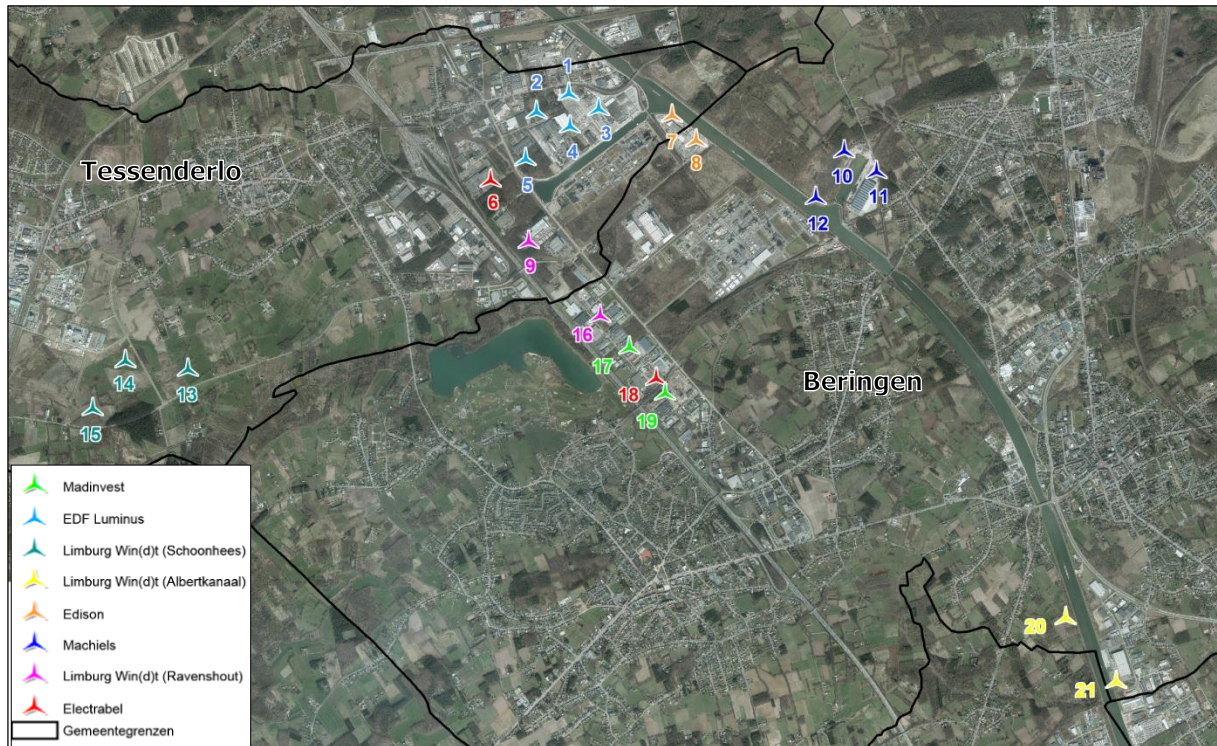 1
2
3
4
5
6
7
8
9
10
11
12
Tessenderlo
13
14
15
16
17
18
19
Beringen
20
21
Madinvest
EDF Luminus
Limburg Win(d)t (Schoonhees)
Limburg Win(d)t (Albertkanaal)
Edison
Machiels
Limburg Win(d)t (Ravenshout)
Electrabel
Gemeentegrenzen